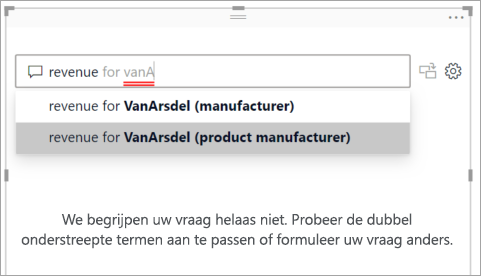 revenue for vanA
revenue for VanArsdel (manufacturer)
revenue for VanArsdel (product manufacturer)
We begrijpen uw vraag helaas niet. Probeer de dubbel
onderstreepte termen aan te passen of formuleer uw vraag anders.